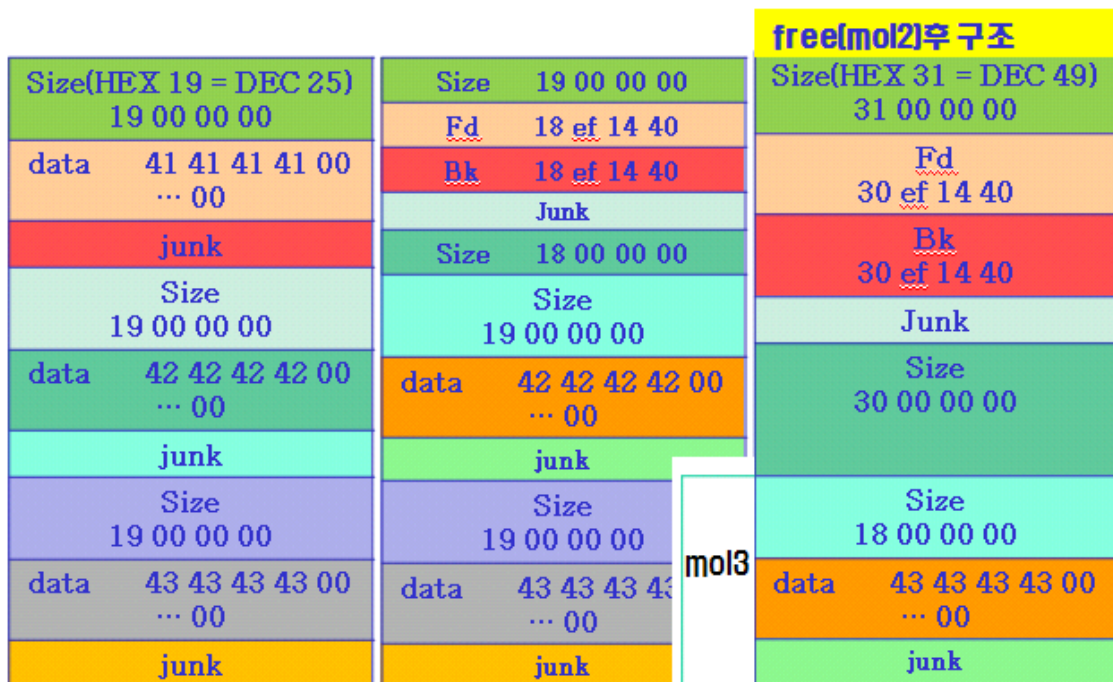 Size(HEX 19 = DEC 25)
19 00 00 00
data 41 41 41 41 00
… 00
junk
Size
19 00 00 00
data 42 42 42 42 00
… 00
junk
Size
19 00 00 00
data 43 43 43 43 00
… 00
junk
Size 19 00 00 00
Fd 18 ef 14 40
Bk 18 ef 14 40
Junk
Size 18 00 00 00
Size
19 00 00 00
data 42 42 42 42 00
… 00
junk
Size
19 00 00 00
data 43 43 43
… 00
junk
free(mol2)후 구조
Size(HEX 31 = DEC 49)
31 00 00 00
Fd
30 ef 14 40
Bk
30 ef 14 40
Junk
Size
30 00 00 00
mol3
Size
18 00 00 00
data 43 43 43 43 00
… 00
junk